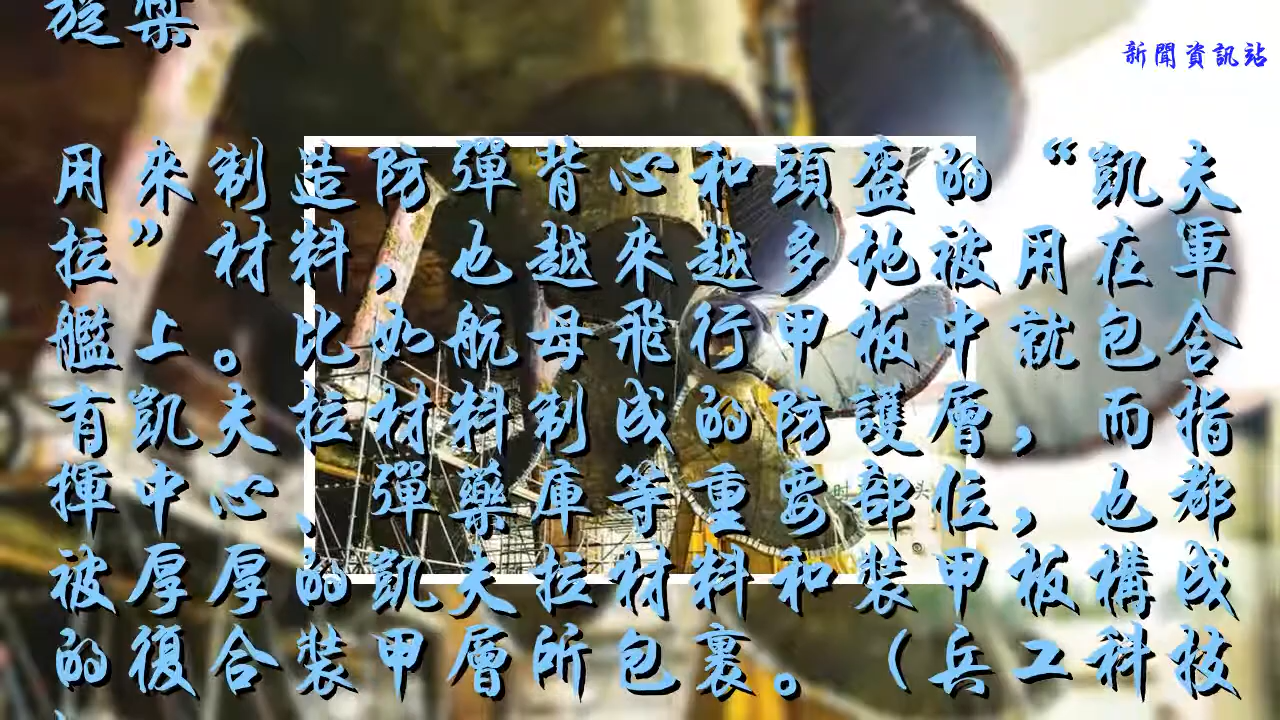 旋槳
新聞資訊站
用來制造防彈背心和頭盔的“凱夫
拉”材料，也越來越多地被用在軍
艦上。比如航母飛行甲板中就包含
有凱夫拉材料制成的防護層，而指
揮中心、彈藥庫等重要部位，也都
被厚厚的凱夫拉材料和裝甲板構成
的復合裝甲層所包裹。（兵工科技